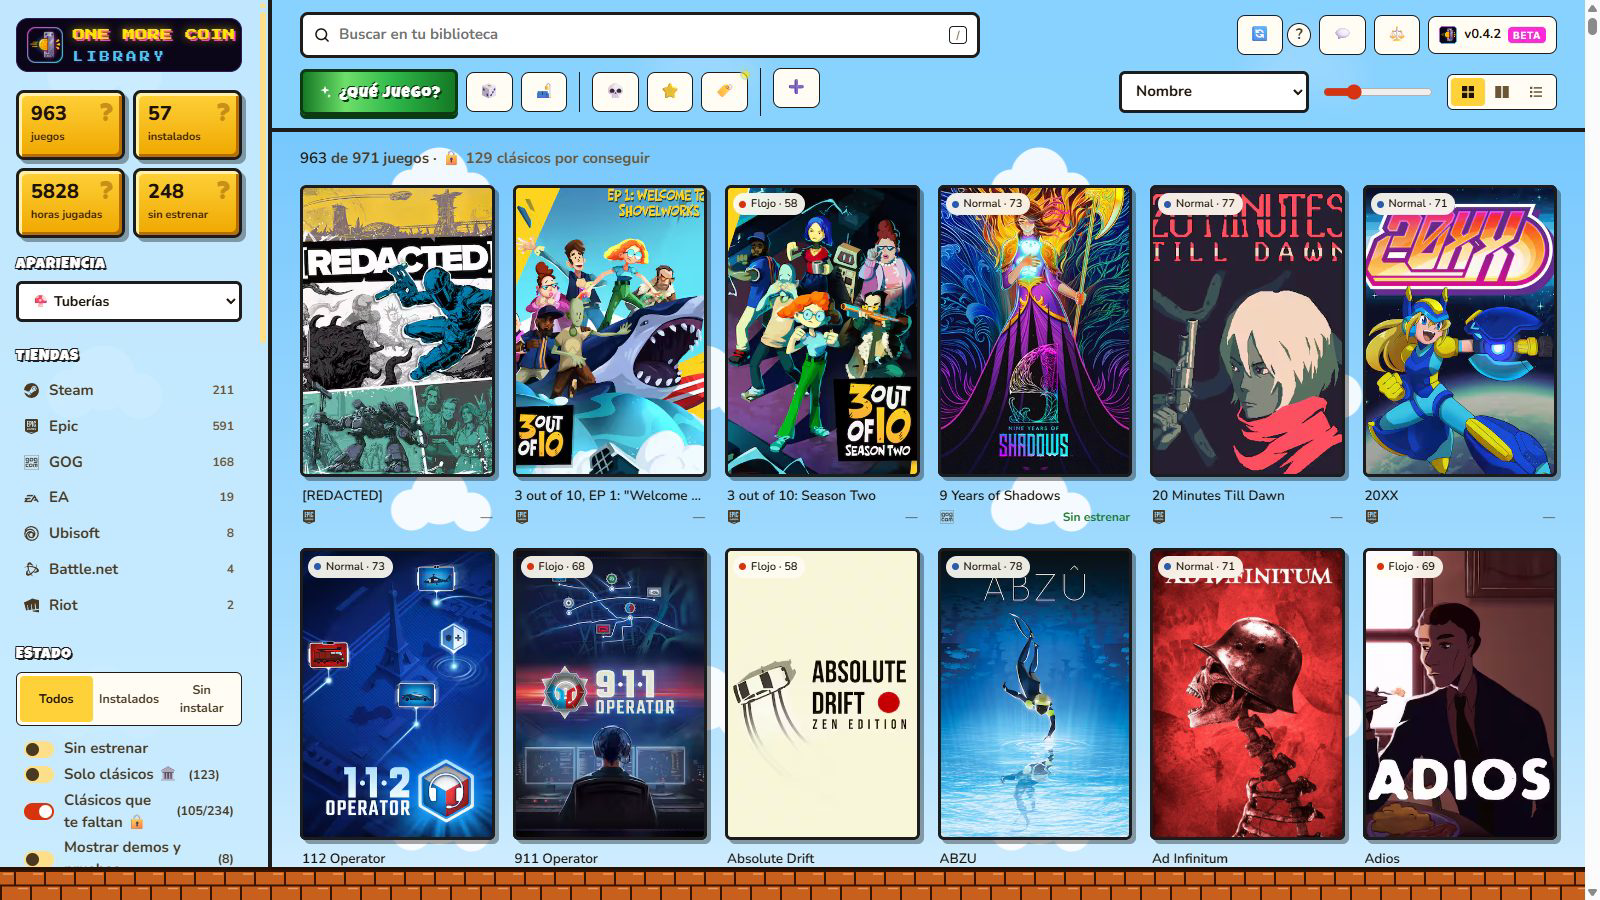 ONE MORE COIN
LIBRARY
963
?
juegos
57
?
instalados
5828
?
horas jugadas
248
?
sin estrenar
APARIENCIA
Tuberías
TIENDAS
Steam 211
Epic 591
GOG 168
EA 19
Ubisoft 8
Battle.net 4
Riot 2
ESTADO
Todos
Instalados
Sin
instalar
Sin estrenar
Solo clásicos (123)
Clásicos que
te faltan (105/234)
Mostrar demos y
(8)
Buscar en tu biblioteca
/
?
v0.4.2 BETA
¿QUÉ JUEGO?
Nombre
963 de 971 juegos · 129 clásicos por conseguir
[REDACTED]
[REDACTED]
EPIC
—
EP 1: WELCOME TO
SHOVELWORKS
3 OUT
OF 10
3 out of 10, EP 1: "Welcome ...
EPIC
—
Flojo · 58
3 OUT
OF 10
SEASON TWO
3 out of 10: Season Two
EPIC
—
Normal · 73
NINE YEARS OF
SHADOWS
9 Years of Shadows
GOG
COM
Sin estrenar
Normal · 77
20 MINUTES
TILL DAWN
20 Minutes Till Dawn
EPIC
—
Normal · 71
20XX
20XX
EPIC
—
Normal · 73
1·1·2
OPERATOR
112 Operator
Flojo · 68
9·1·1
OPERATOR
911 Operator
Flojo · 58
ABSOLUTE
DRIFT
ZEN EDITION
Absolute Drift
Normal · 78
ABZÛ
ABZU
Normal · 71
AD INFINITUM
Ad Infinitum
Flojo · 69
ADIOS
Adios